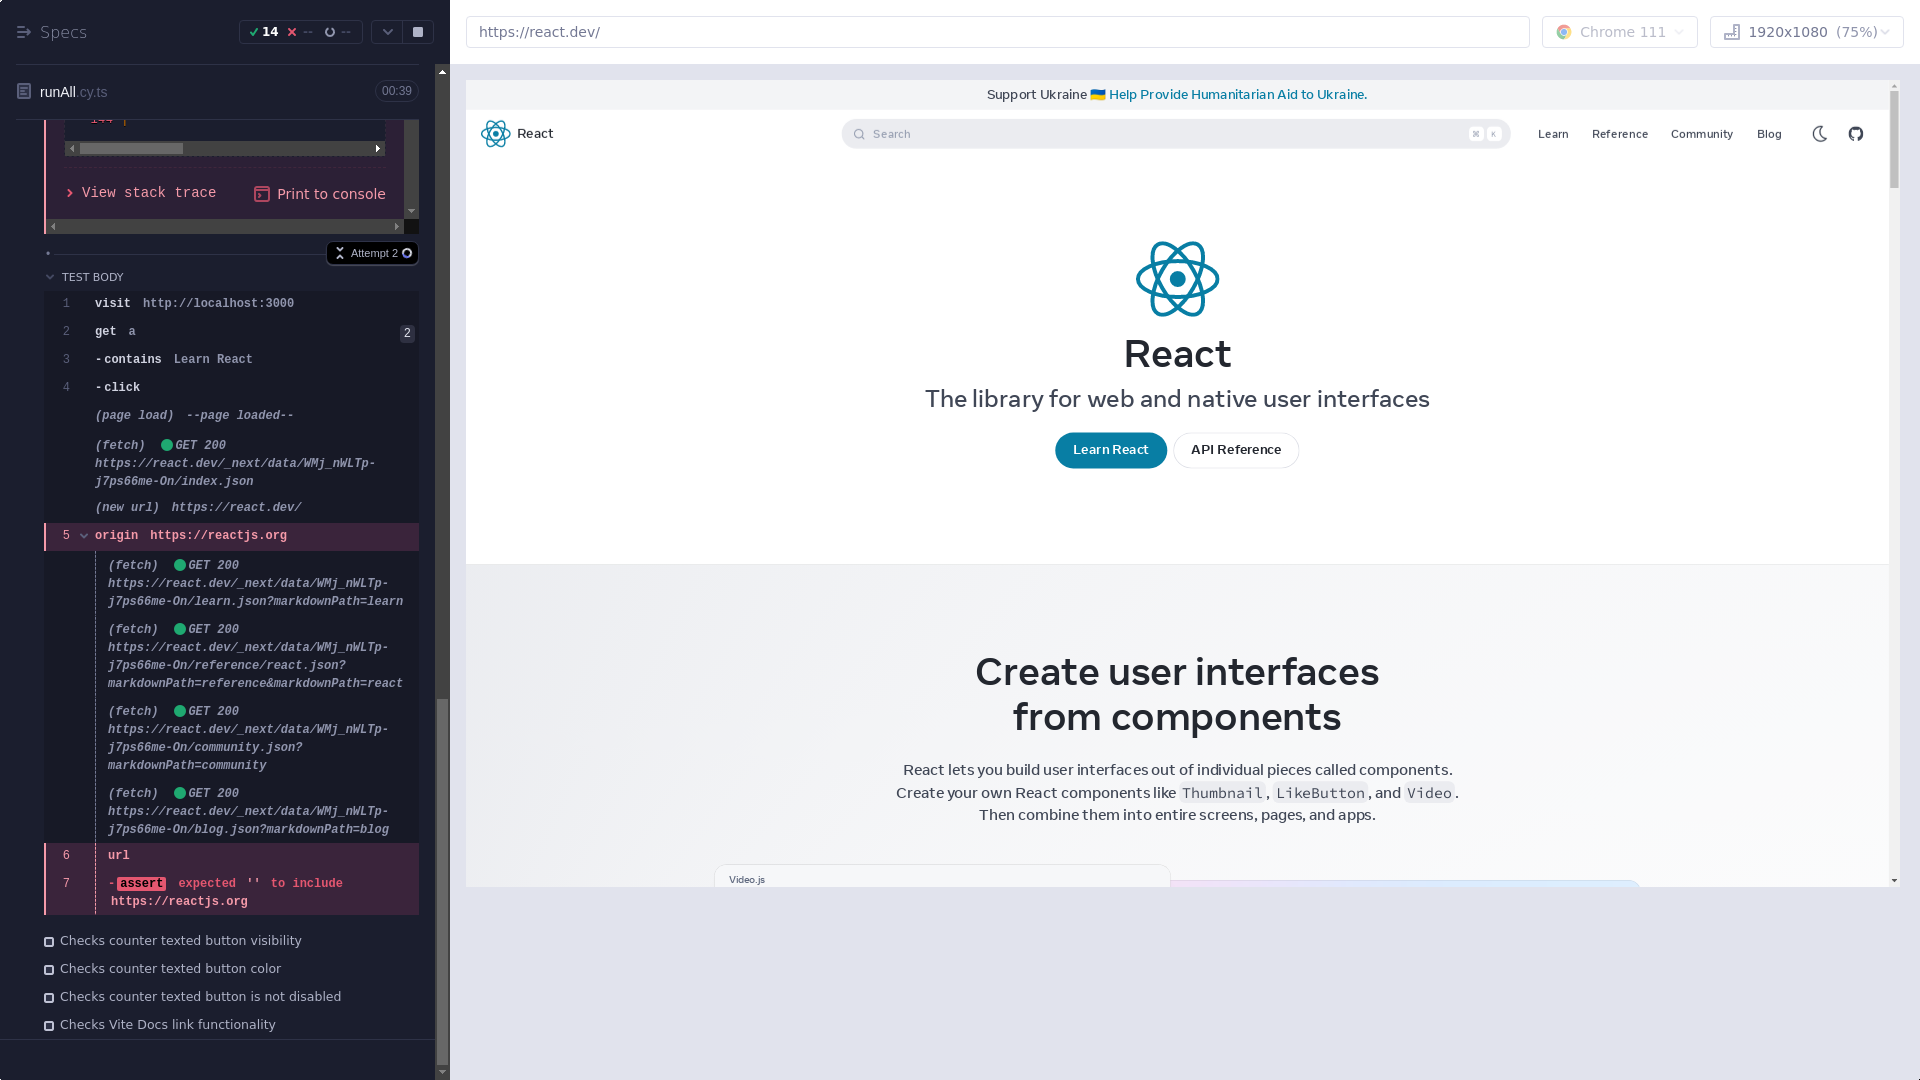 Specs
14
--
--
runAll.cy.ts
00:39
144 |
View stack trace
Print to console
Attempt 2
TEST BODY
1 visit http://localhost:3000
2 get a 2
3 -contains Learn React
4 -click
(page load) --page loaded--
(fetch) GET 200
https://react.dev/_next/data/WMj_nWLTp-
j7ps66me-On/index.json
(new url) https://react.dev/
5 origin https://reactjs.org
(fetch) GET 200
https://react.dev/_next/data/WMj_nWLTp-
j7ps66me-On/learn.json?markdownPath=learn
(fetch) GET 200
https://react.dev/_next/data/WMj_nWLTp-
j7ps66me-On/reference/react.json?
markdownPath=reference&markdownPath=react
(fetch) GET 200
https://react.dev/_next/data/WMj_nWLTp-
j7ps66me-On/community.json?
markdownPath=community
(fetch) GET 200
https://react.dev/_next/data/WMj_nWLTp-
j7ps66me-On/blog.json?markdownPath=blog
6 url
7 -assert expected '' to include
https://reactjs.org
Checks counter texted button visibility
Checks counter texted button color
Checks counter texted button is not disabled
Checks Vite Docs link functionality
https://react.dev/
Chrome 111
1920x1080 (75%)
Support Ukraine 🇺🇦 Help Provide Humanitarian Aid to Ukraine.
React
Search
⌘ K
Learn
Reference
Community
Blog
React
The library for web and native user interfaces
Learn React
API Reference
Create user interfaces
from components
React lets you build user interfaces out of individual pieces called components.
Create your own React components like Thumbnail, LikeButton, and Video.
Then combine them into entire screens, pages, and apps.
Video.js